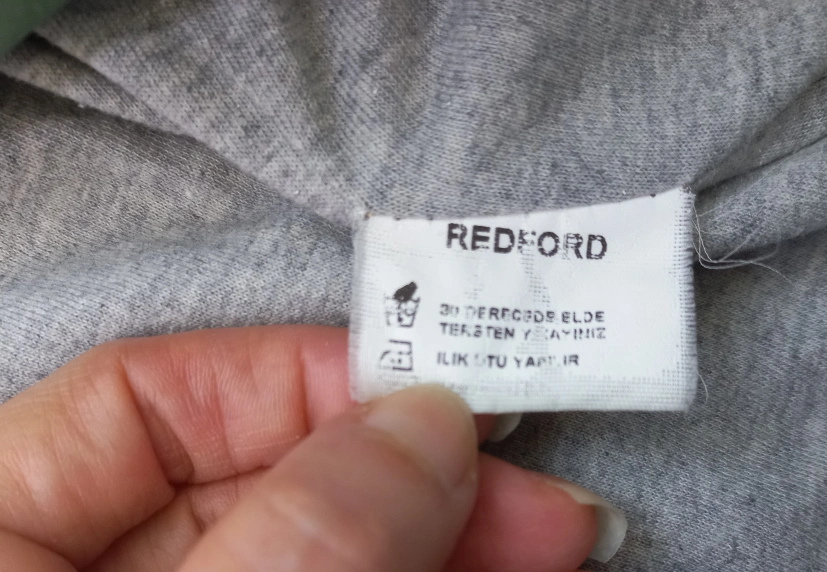 REDFORD
30 DERECEDE ELDE
TERSTEN YIKAYINIZ
ILIK ÜTÜ YAPILIR